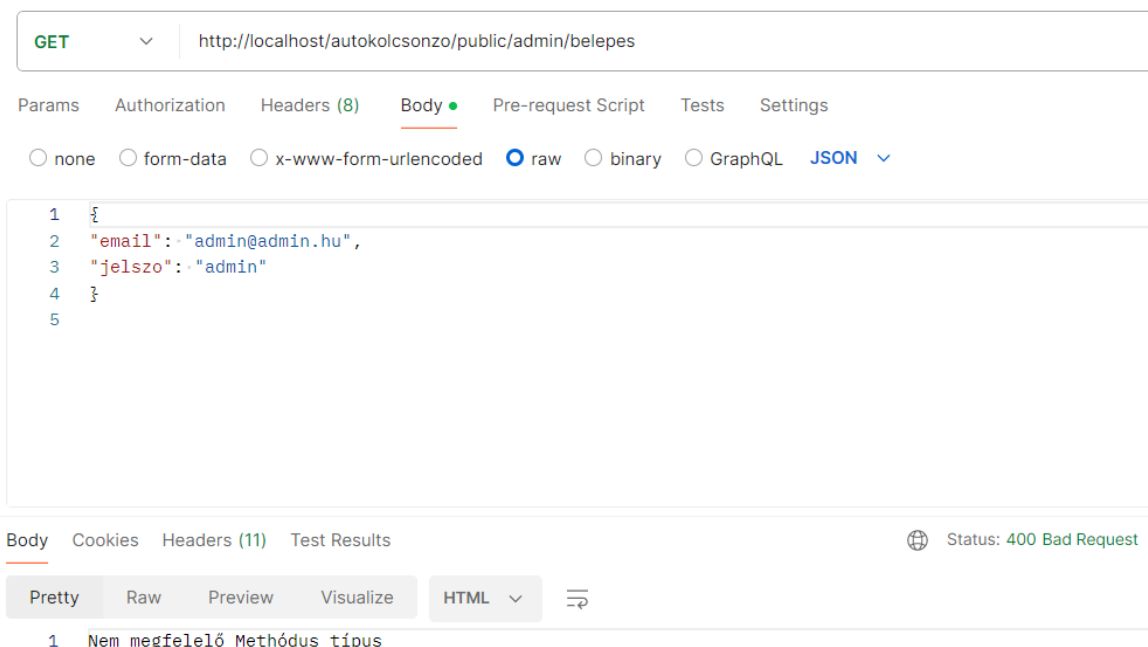 GET http://localhost/autokolcsonzo/public/admin/belepes
Params Authorization Headers (8) Body Pre-request Script Tests Settings
none form-data x-www-form-urlencoded raw binary GraphQL JSON
1 {
2 "email": "admin@admin.hu",
3 "jelszo": "admin"
4 }
5
Body Cookies Headers (11) Test Results Status: 400 Bad Request
Pretty Raw Preview Visualize HTML
1 Nem megfelelő Methódus típus